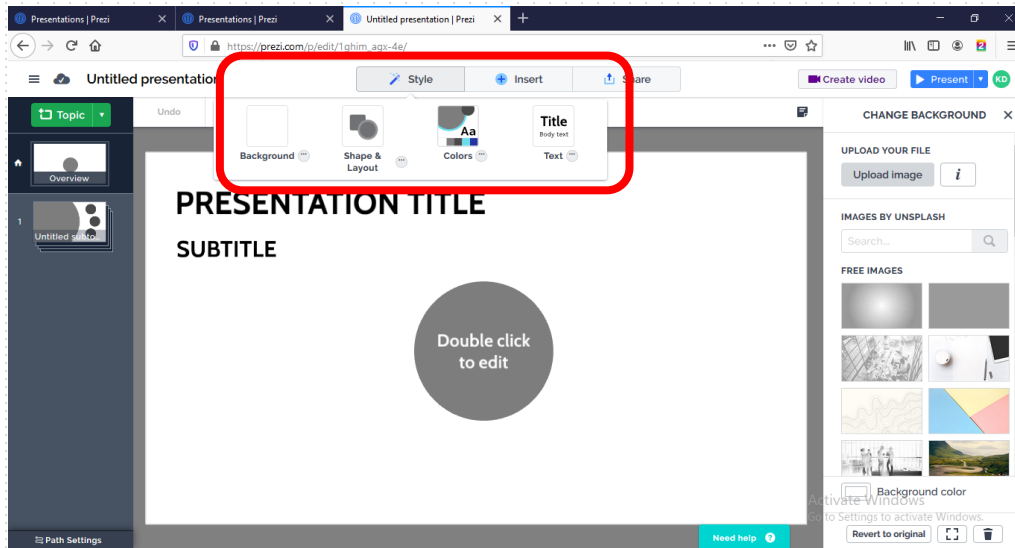 Presentations | Prezi
Presentations | Prezi
Untitled presentation | Prezi
https://prezi.com/p/edit/1ghim_agx-4e/
Untitled presentation
Style
Insert
Share
Create video
Present
KD
Topic
Undo
Background
Shape & Layout
Aa
Colors
Title
Body text
Text
CHANGE BACKGROUND
UPLOAD YOUR FILE
Upload image
i
IMAGES BY UNSPLASH
Search...
FREE IMAGES
Overview
1
Untitled subto
PRESENTATION TITLE
SUBTITLE
Double click
to edit
Background color
Activate Windows
Go to Settings to activate Windows.
Revert to original
Path Settings
Need help ?